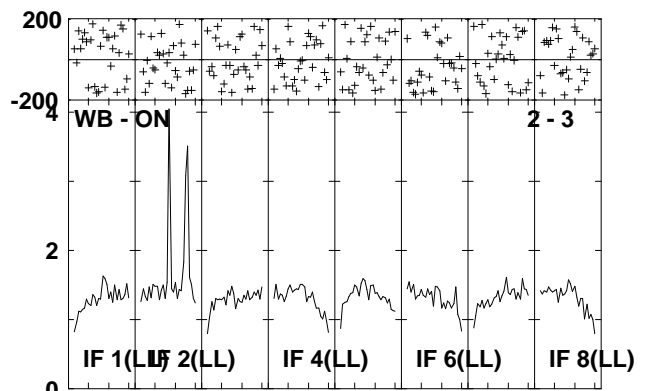 200
-200
4
WB - ON
2 - 3
2
IF 1(LL)
IF 2(LL)
IF 4(LL)
IF 6(LL)
IF 8(LL)
0